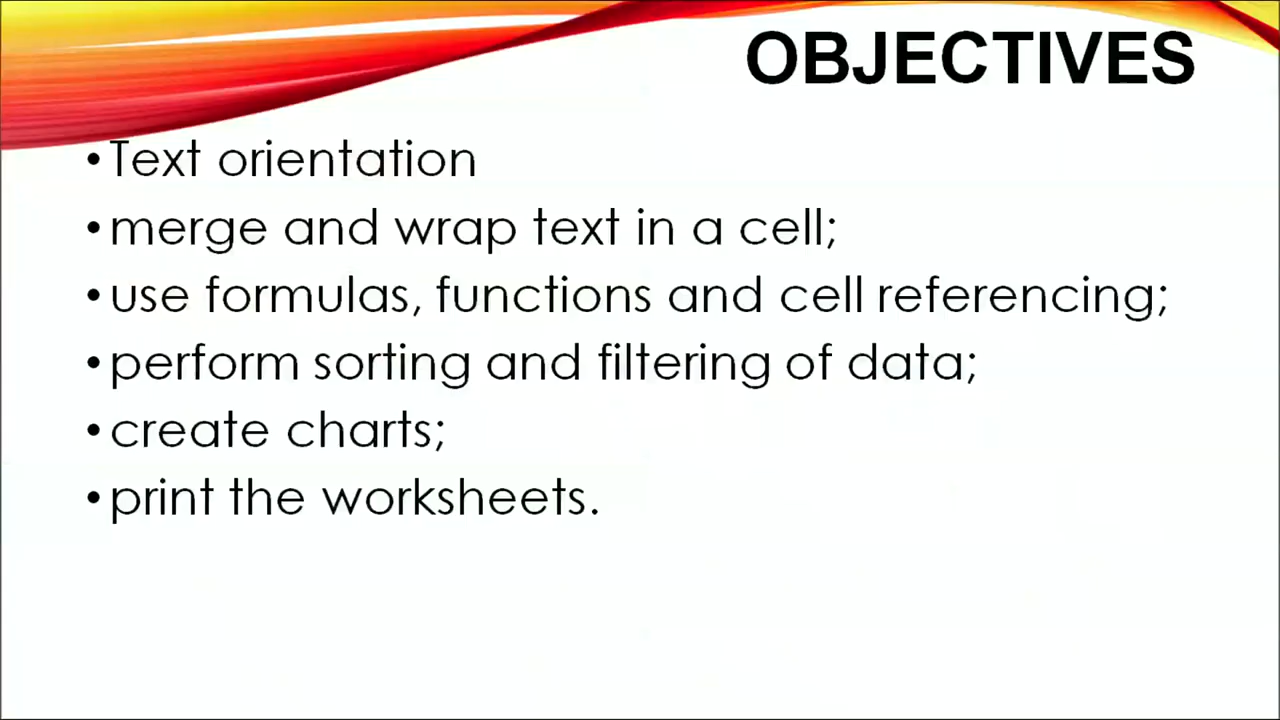 OBJECTIVES
• Text orientation
• merge and wrap text in a cell;
• use formulas, functions and cell referencing;
• perform sorting and filtering of data;
• create charts;
• print the worksheets.